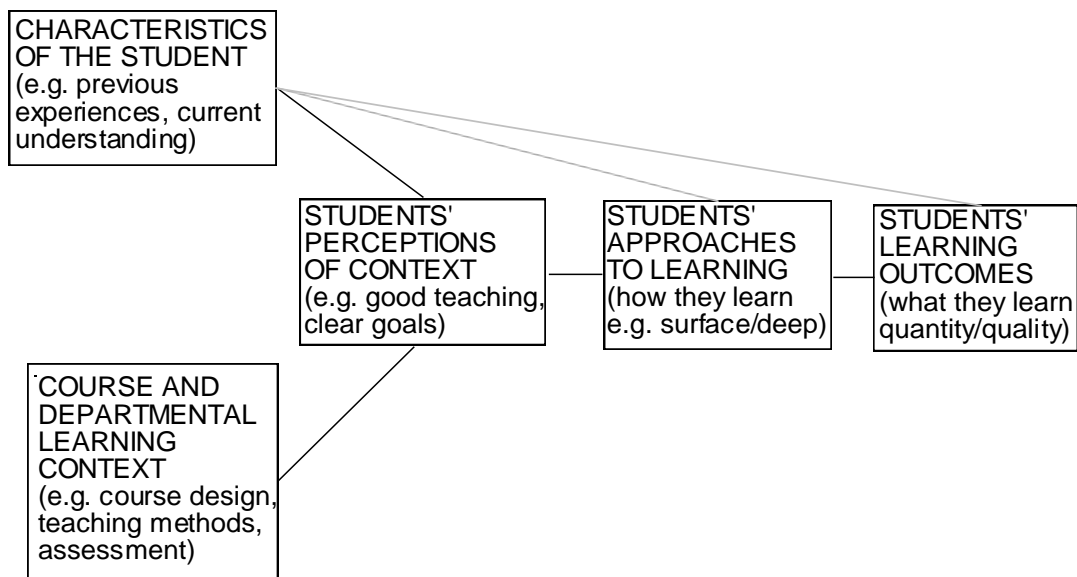 CHARACTERISTICS
OF THE STUDENT
(e.g. previous
experiences, current
understanding)
STUDENTS'
PERCEPTIONS
OF CONTEXT
(e.g. good teaching,
clear goals)
STUDENTS'
APPROACHES
TO LEARNING
(how they learn
e.g. surface/deep)
STUDENTS'
LEARNING
OUTCOMES
(what they learn
quantity/quality)
COURSE AND
DEPARTMENTAL
LEARNING
CONTEXT
(e.g. course design,
teaching methods,
assessment)